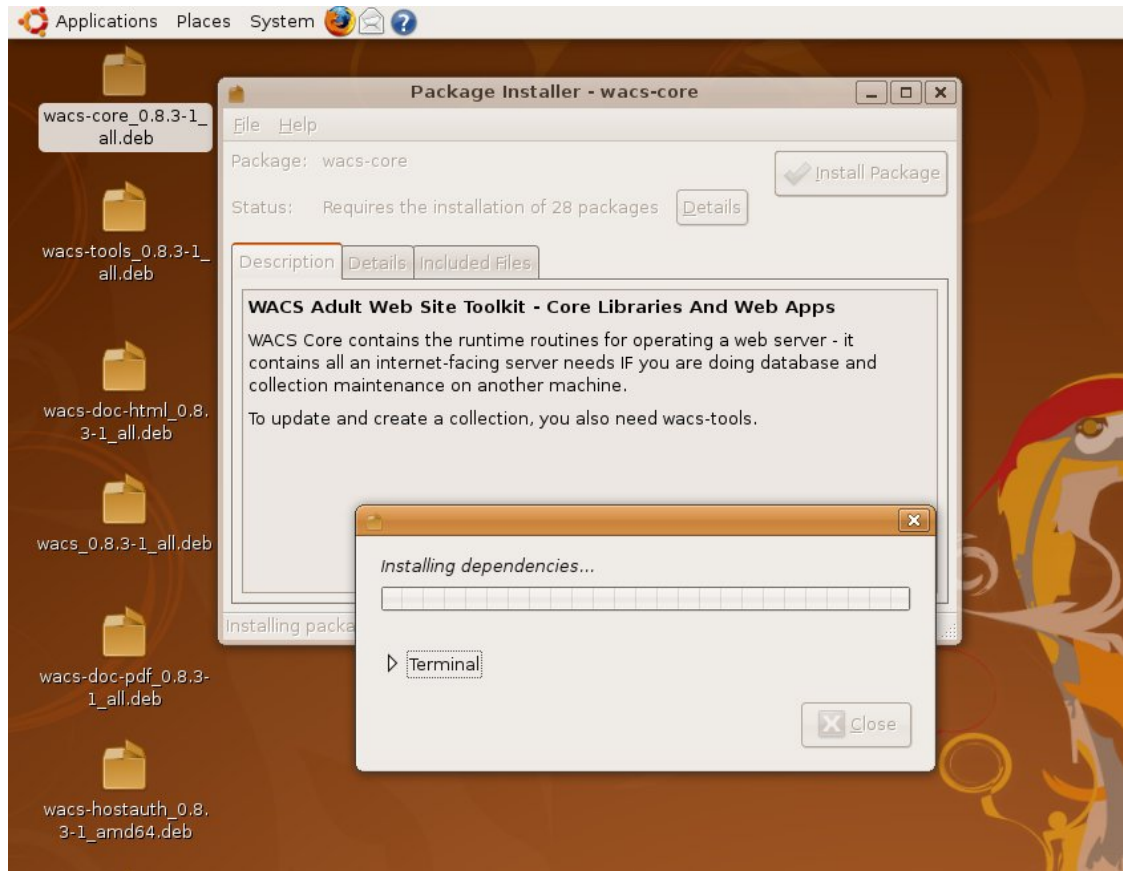 Applications Places System
wacs-core_0.8.3-1_
all.deb
wacs-tools_0.8.3-1_
all.deb
wacs-doc-html_0.8.
3-1_all.deb
wacs_0.8.3-1_all.deb
wacs-doc-pdf_0.8.3-
1_all.deb
wacs-hostauth_0.8.
3-1_amd64.deb
Package Installer - wacs-core
File Help
Package: wacs-core
Install Package
Status: Requires the installation of 28 packages Details
Description Details Included Files
WACS Adult Web Site Toolkit - Core Libraries And Web Apps
WACS Core contains the runtime routines for operating a web server - it
contains all an internet-facing server needs IF you are doing database and
collection maintenance on another machine.
To update and create a collection, you also need wacs-tools.
Installing packa
Installing dependencies...
Terminal
Close